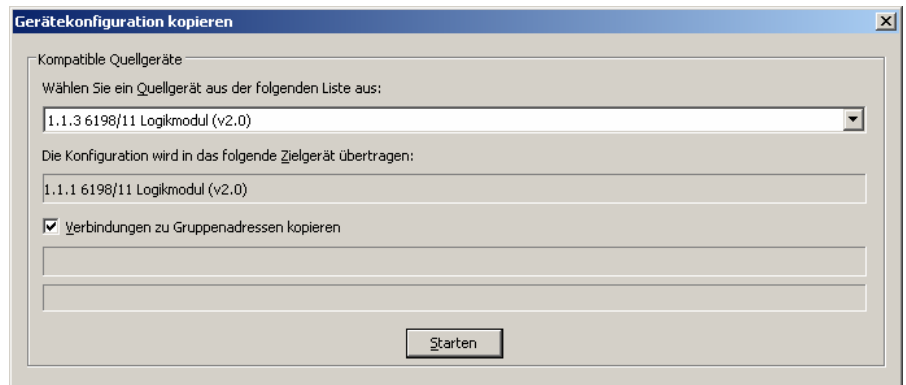 Gerätekonfiguration kopieren
Kompatible Quellgeräte
Wählen Sie ein Quellgerät aus der folgenden Liste aus:
1.1.3 6198/11 Logikmodul (v2.0)
Die Konfiguration wird in das folgende Zielgerät übertragen:
1.1.1 6198/11 Logikmodul (v2.0)
Verbindungen zu Gruppenadressen kopieren
Starten